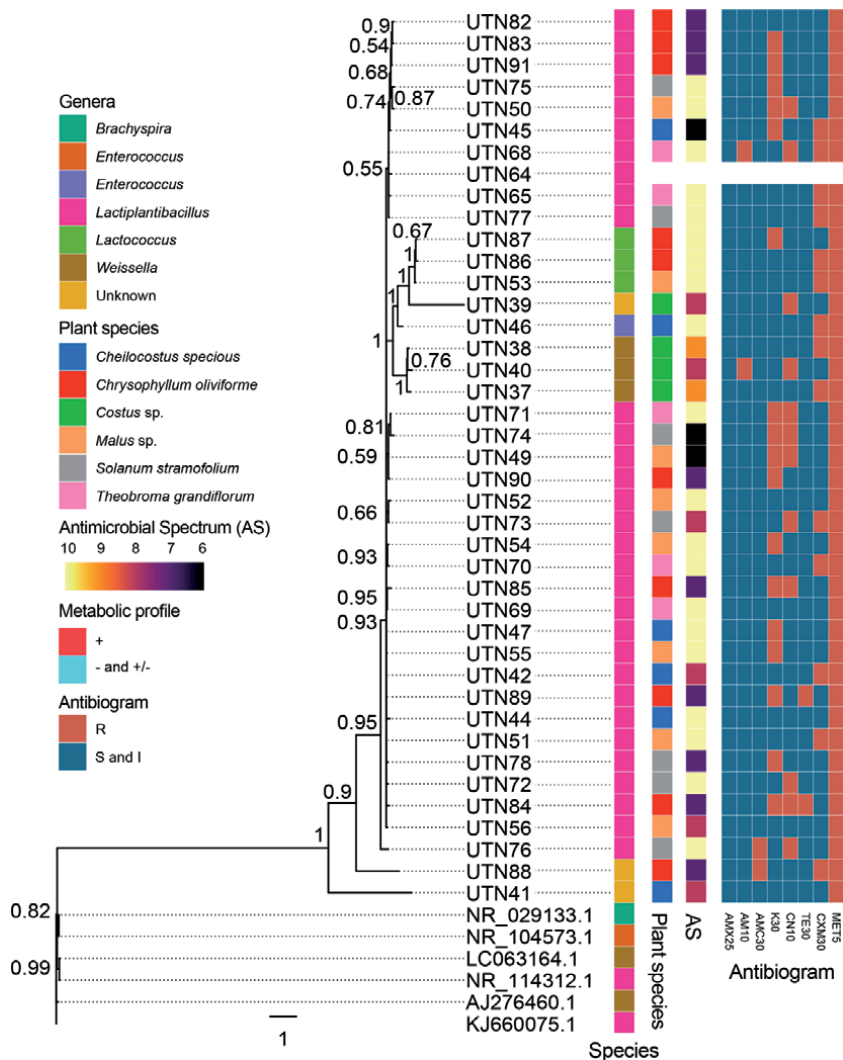 Genera
Brachyspira
Enterococcus
Enterococcus
Lactiplantibacillus
Lactococcus
Weissella
Unknown
Plant species
Cheilocostus specious
Chrysophyllum oliviforme
Costus sp.
Malus sp.
Solanum stramofolium
Theobroma grandiflorum
Antimicrobial Spectrum (AS)
10 9 8 7 6
Metabolic profile
+
- and +/-
Antibiogram
R
S and I
0.9
0.54
0.68
0.74
0.87
0.55
0.67
1
1
1
1
0.76
1
0.81
0.59
0.66
0.93
0.95
0.93
0.95
0.9
1
0.82
0.99
1
UTN82
UTN83
UTN91
UTN75
UTN50
UTN45
UTN68
UTN64
UTN65
UTN77
UTN87
UTN86
UTN53
UTN39
UTN46
UTN38
UTN40
UTN37
UTN71
UTN74
UTN49
UTN90
UTN52
UTN73
UTN54
UTN70
UTN85
UTN69
UTN47
UTN55
UTN42
UTN89
UTN44
UTN51
UTN78
UTN72
UTN84
UTN56
UTN76
UTN88
UTN41
NR_029133.1
NR_104573.1
LC063164.1
NR_114312.1
AJ276460.1
KJ660075.1
Species
Plant species
AS
AMX25
AM10
AMC30
K30
CN10
TE30
CXM30
MET5
Antibiogram